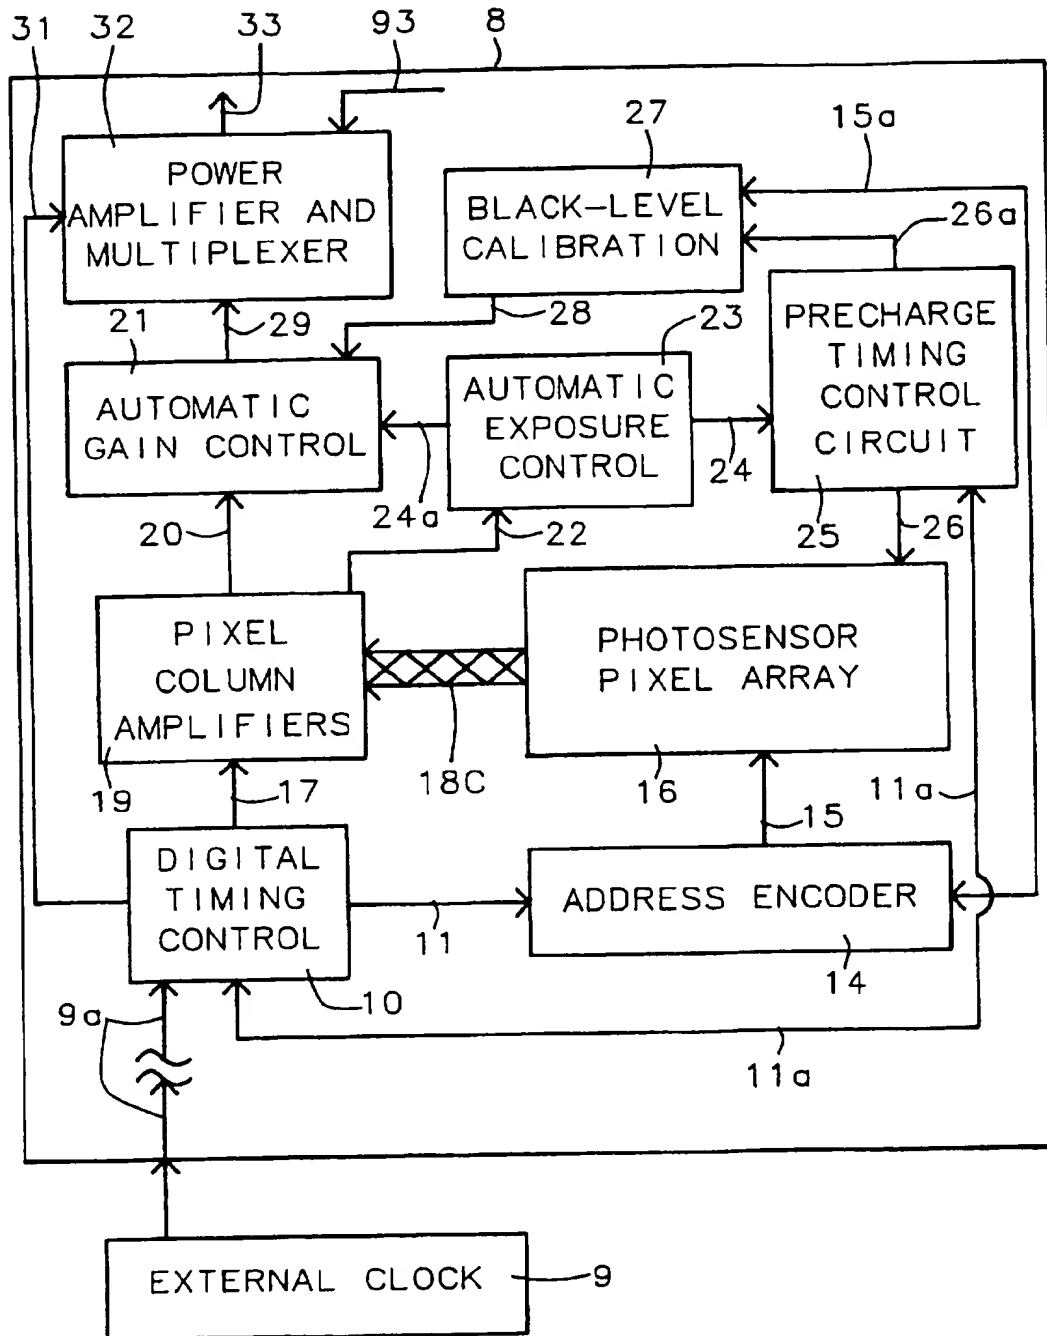 31
32
33
93
8
POWER
AMPLIFIER AND
MULTIPLEXER
27
15a
BLACK-LEVEL
CALIBRATION
26a
21
29
28
23
PRECHARGE
TIMING
CONTROL
CIRCUIT
AUTOMATIC
GAIN CONTROL
AUTOMATIC
EXPOSURE
CONTROL
24
24a
20
22
25
26
PIXEL
COLUMN
AMPLIFIERS
PHOTOSENSOR
PIXEL ARRAY
19
17
18C
16
11a
15
DIGITAL
TIMING
CONTROL
11
ADDRESS ENCODER
14
10
9a
11a
EXTERNAL CLOCK
9